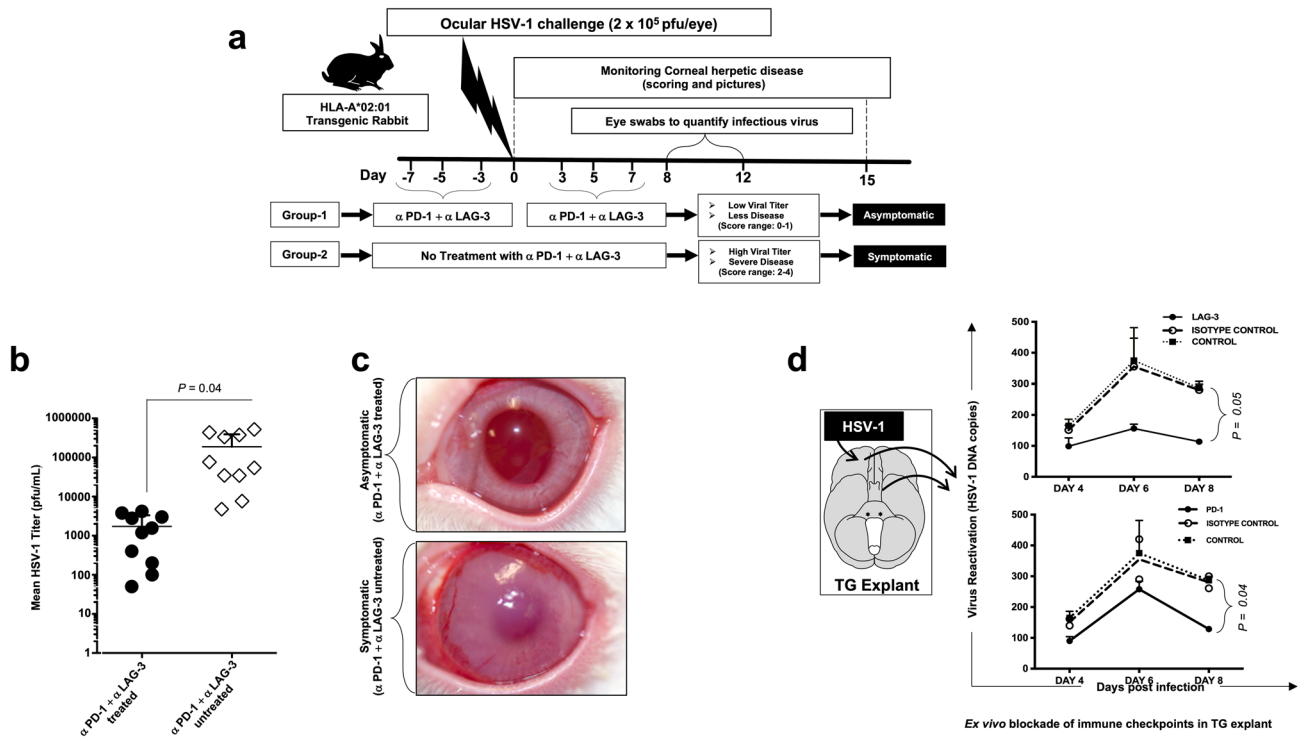 a
Ocular HSV-1 challenge (2 x 10⁵ pfu/eye)
Monitoring Corneal herpetic disease
(scoring and pictures)
HLA-A*02:01
Transgenic Rabbit
Eye swabs to quantify infectious virus
Day -7 -5 -3 0 3 5 7 8 12 15
Group-1
α PD-1 + α LAG-3
α PD-1 + α LAG-3
➢ Low Viral Titer
➢ Less Disease
(Score range: 0-1)
Asymptomatic
Group-2
No Treatment with α PD-1 + α LAG-3
➢ High Viral Titer
➢ Severe Disease
(Score range: 2-4)
Symptomatic
b
P = 0.04
Mean HSV-1 Titer (pfu/mL)
1000000
100000
10000
1000
100
10
1
α PD-1 + α LAG-3
treated
α PD-1 + α LAG-3
untreated
c
Asymptomatic
(α PD-1 + α LAG-3 treated)
Symptomatic
(α PD-1 + α LAG-3 untreated)
d
HSV-1
* *
TG Explant
Virus Reactivation (HSV-1 DNA copies)
LAG-3
ISOTYPE CONTROL
CONTROL
500
400
300
200
100
0
P = 0.05
DAY 4 DAY 6 DAY 8
PD-1
ISOTYPE CONTROL
CONTROL
500
400
300
200
100
0
P = 0.04
DAY 4 DAY 6 DAY 8
Days post infection
Ex vivo blockade of immune checkpoints in TG explant